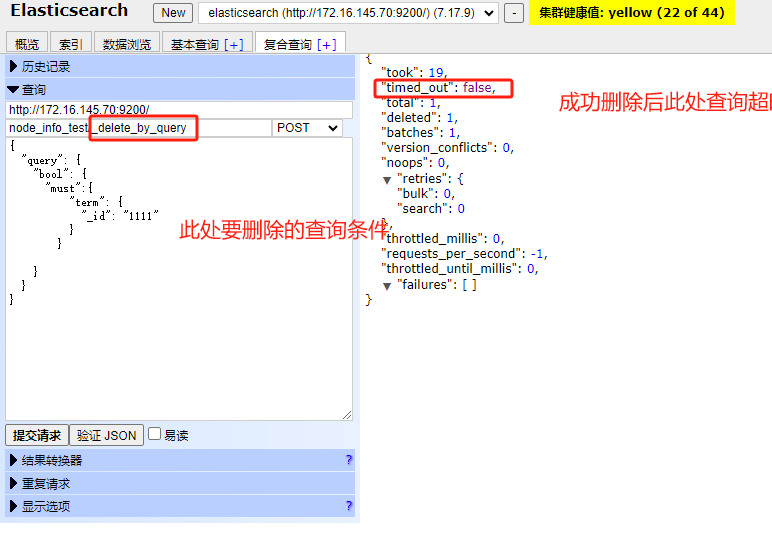 Elasticsearch
New
elasticsearch (http://172.16.145.70:9200/) (7.17.9)
-
集群健康值: yellow (22 of 44)
概览
索引
数据浏览
基本查询 [+]
复合查询 [+]
历史记录
查询
http://172.16.145.70:9200/
node_info_test/_delete_by_query
POST
{
"query": {
"bool": {
"must":{
"term": {
"_id": "1111"
}
}
}
}
}
此处要删除的查询条件
提交请求
验证 JSON
易读
结果转换器
?
重复请求
显示选项
?
{
"took": 19,
"timed_out": false,
"total": 1,
"deleted": 1,
"batches": 1,
"version_conflicts": 0,
"noops": 0,
"retries": {
"bulk": 0,
"search": 0
},
"throttled_millis": 0,
"requests_per_second": -1,
"throttled_until_millis": 0,
"failures": [ ]
}
成功删除后此处查询超